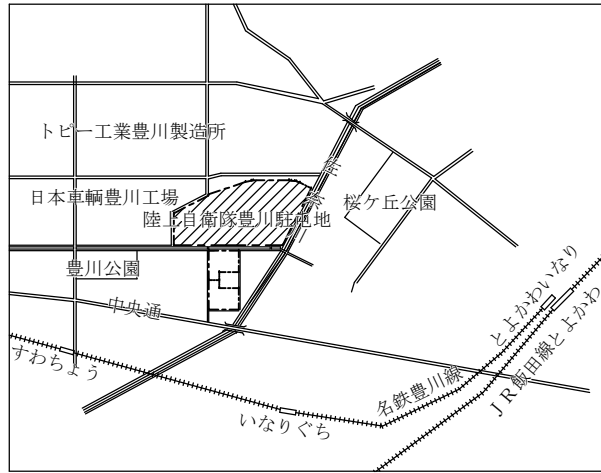 トピー工業豊川製造所
日本車輌豊川工場
陸上自衛隊豊川駐屯地
桜ケ丘公園
豊川公園
中央通
とよかわいなり
すわちょう
名鉄豊川線
JR飯田線とよかわ
いなりぐち